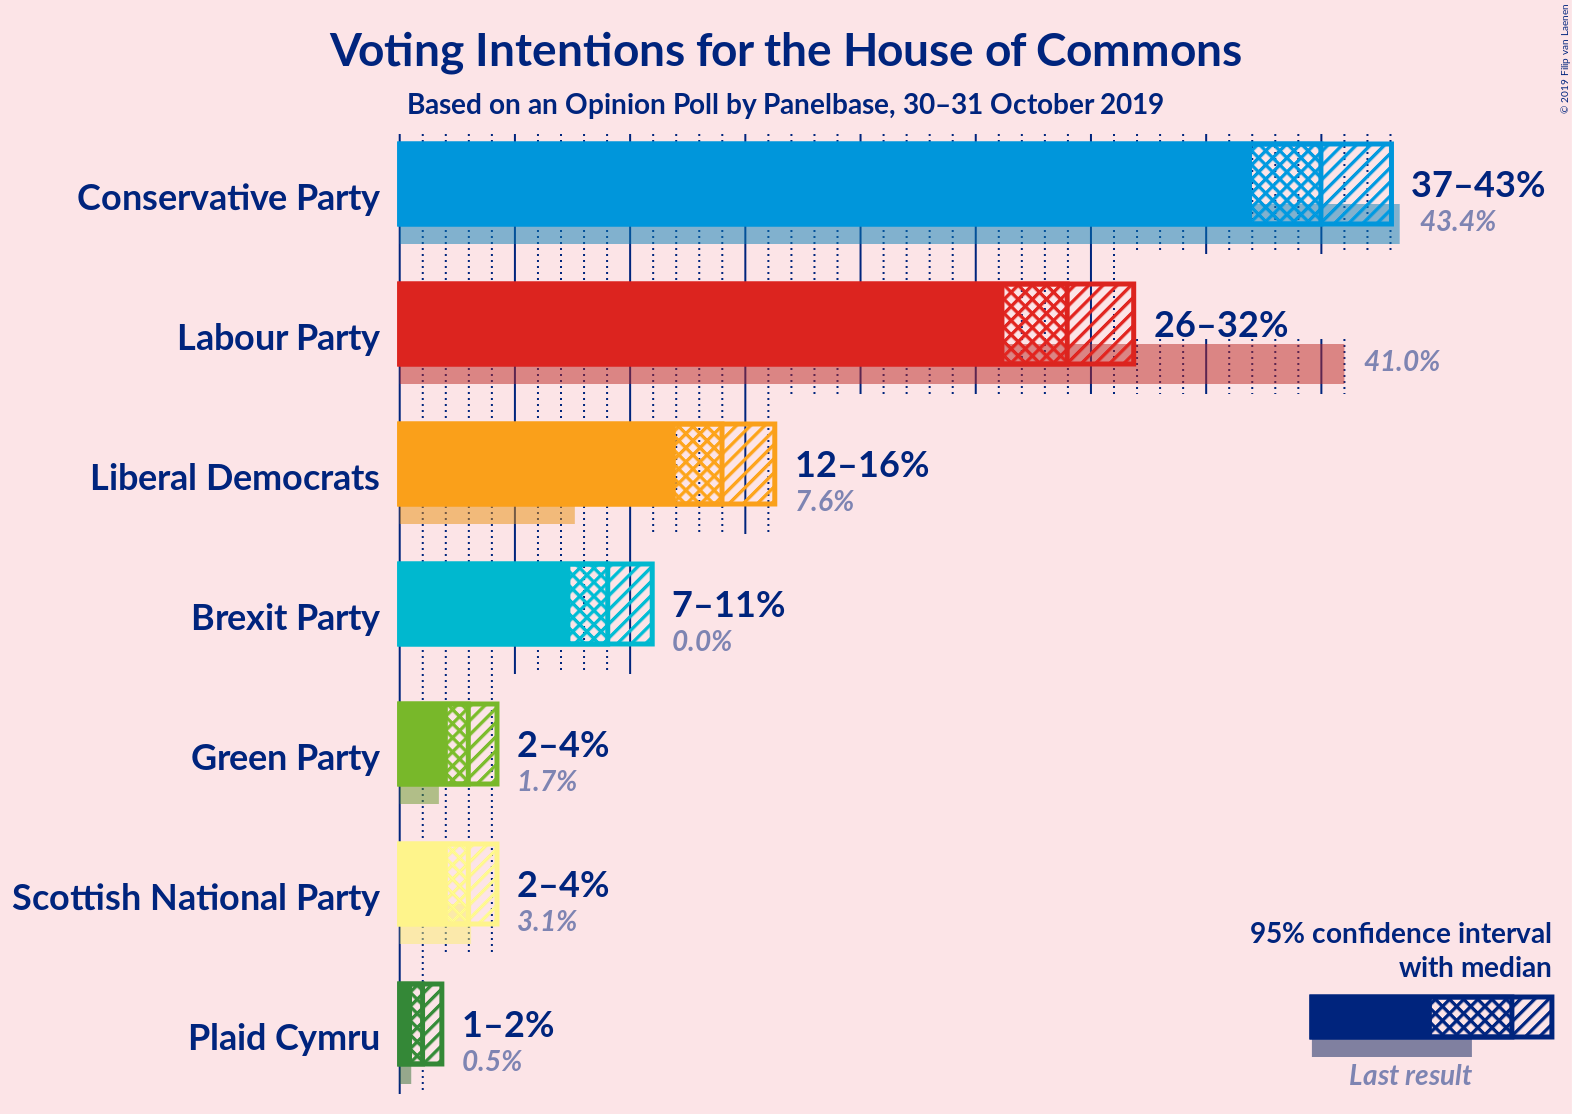 Voting Intentions for the House of Commons
Based on an Opinion Poll by Panelbase, 30–31 October 2019
© 2019 Filip van Laenen
Conservative Party
37–43%
43.4%
Labour Party
26–32%
41.0%
Liberal Democrats
12–16%
7.6%
Brexit Party
7–11%
0.0%
Green Party
2–4%
1.7%
Scottish National Party
2–4%
3.1%
Plaid Cymru
1–2%
0.5%
95% confidence interval
with median
Last result